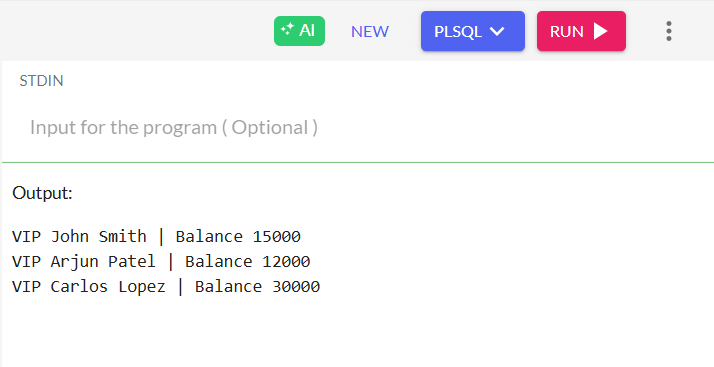 AI NEW PLSQL RUN
STDIN
Input for the program ( Optional )
Output:
VIP John Smith | Balance 15000
VIP Arjun Patel | Balance 12000
VIP Carlos Lopez | Balance 30000